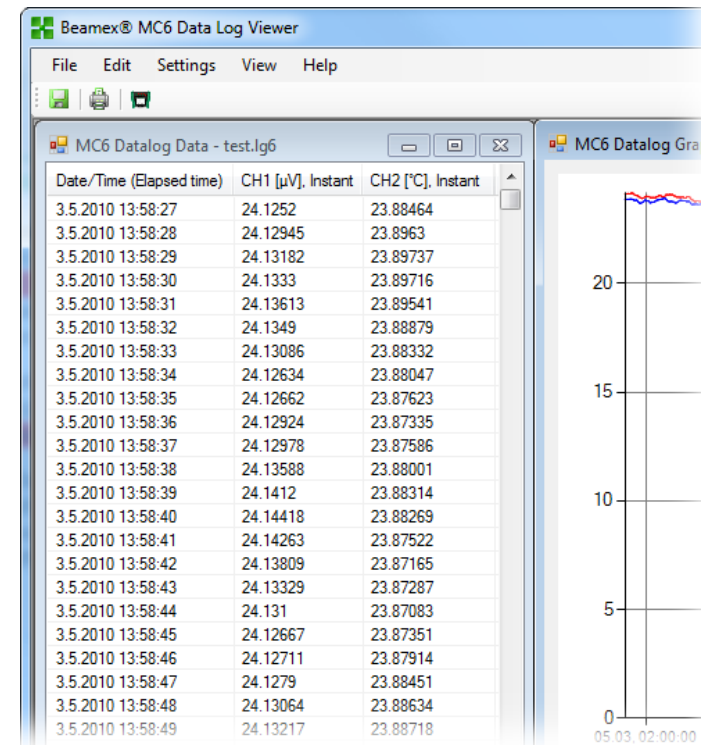 Beamex® MC6 Data Log Viewer
File Edit Settings View Help
MC6 Datalog Data - test.lg6
Date/Time (Elapsed time) CH1 [µV], Instant CH2 [°C], Instant
3.5.2010 13:58:27 24.1252 23.88464
3.5.2010 13:58:28 24.12945 23.8963
3.5.2010 13:58:29 24.13182 23.89737
3.5.2010 13:58:30 24.1333 23.89716
3.5.2010 13:58:31 24.13613 23.89541
3.5.2010 13:58:32 24.1349 23.88879
3.5.2010 13:58:33 24.13086 23.88332
3.5.2010 13:58:34 24.12634 23.88047
3.5.2010 13:58:35 24.12662 23.87623
3.5.2010 13:58:36 24.12924 23.87335
3.5.2010 13:58:37 24.12978 23.87586
3.5.2010 13:58:38 24.13588 23.88001
3.5.2010 13:58:39 24.1412 23.88314
3.5.2010 13:58:40 24.14418 23.88269
3.5.2010 13:58:41 24.14263 23.87522
3.5.2010 13:58:42 24.13809 23.87165
3.5.2010 13:58:43 24.13329 23.87287
3.5.2010 13:58:44 24.131 23.87083
3.5.2010 13:58:45 24.12667 23.87351
3.5.2010 13:58:46 24.12711 23.87914
3.5.2010 13:58:47 24.1279 23.88451
3.5.2010 13:58:48 24.13064 23.88634
3.5.2010 13:58:49 24.13217 23.88718
MC6 Datalog Gra
20
15
10
5
0
05.03, 02:00:00